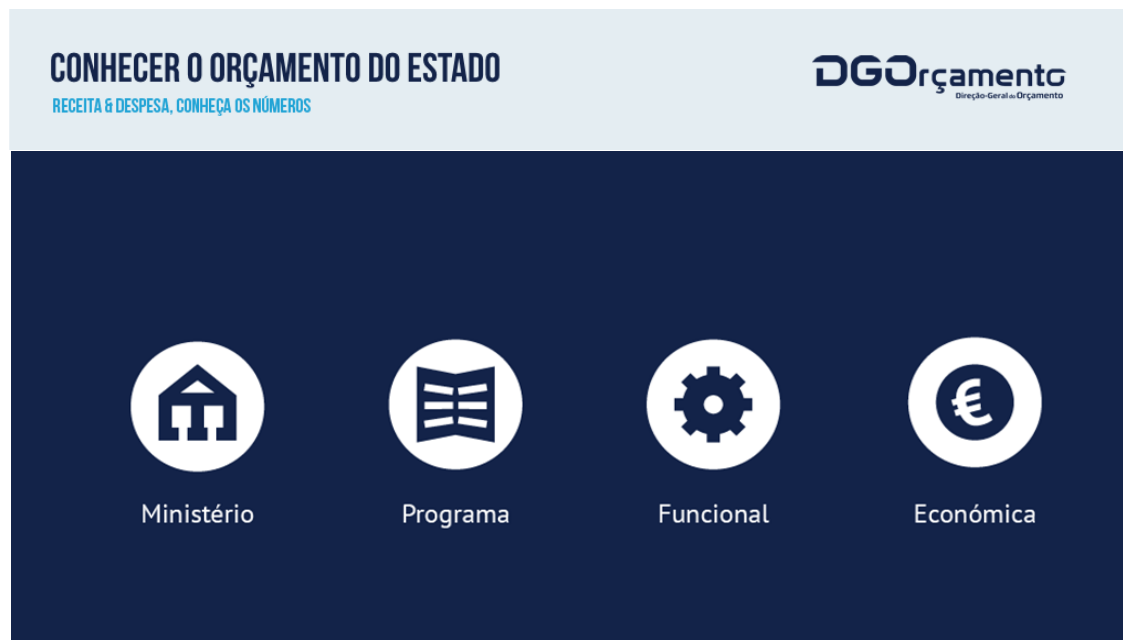 CONHECER O ORÇAMENTO DO ESTADO
RECEITA & DESPESA, CONHEÇA OS NÚMEROS
DGOrçamento
Direção-Geral do Orçamento
€
Ministério
Programa
Funcional
Económica